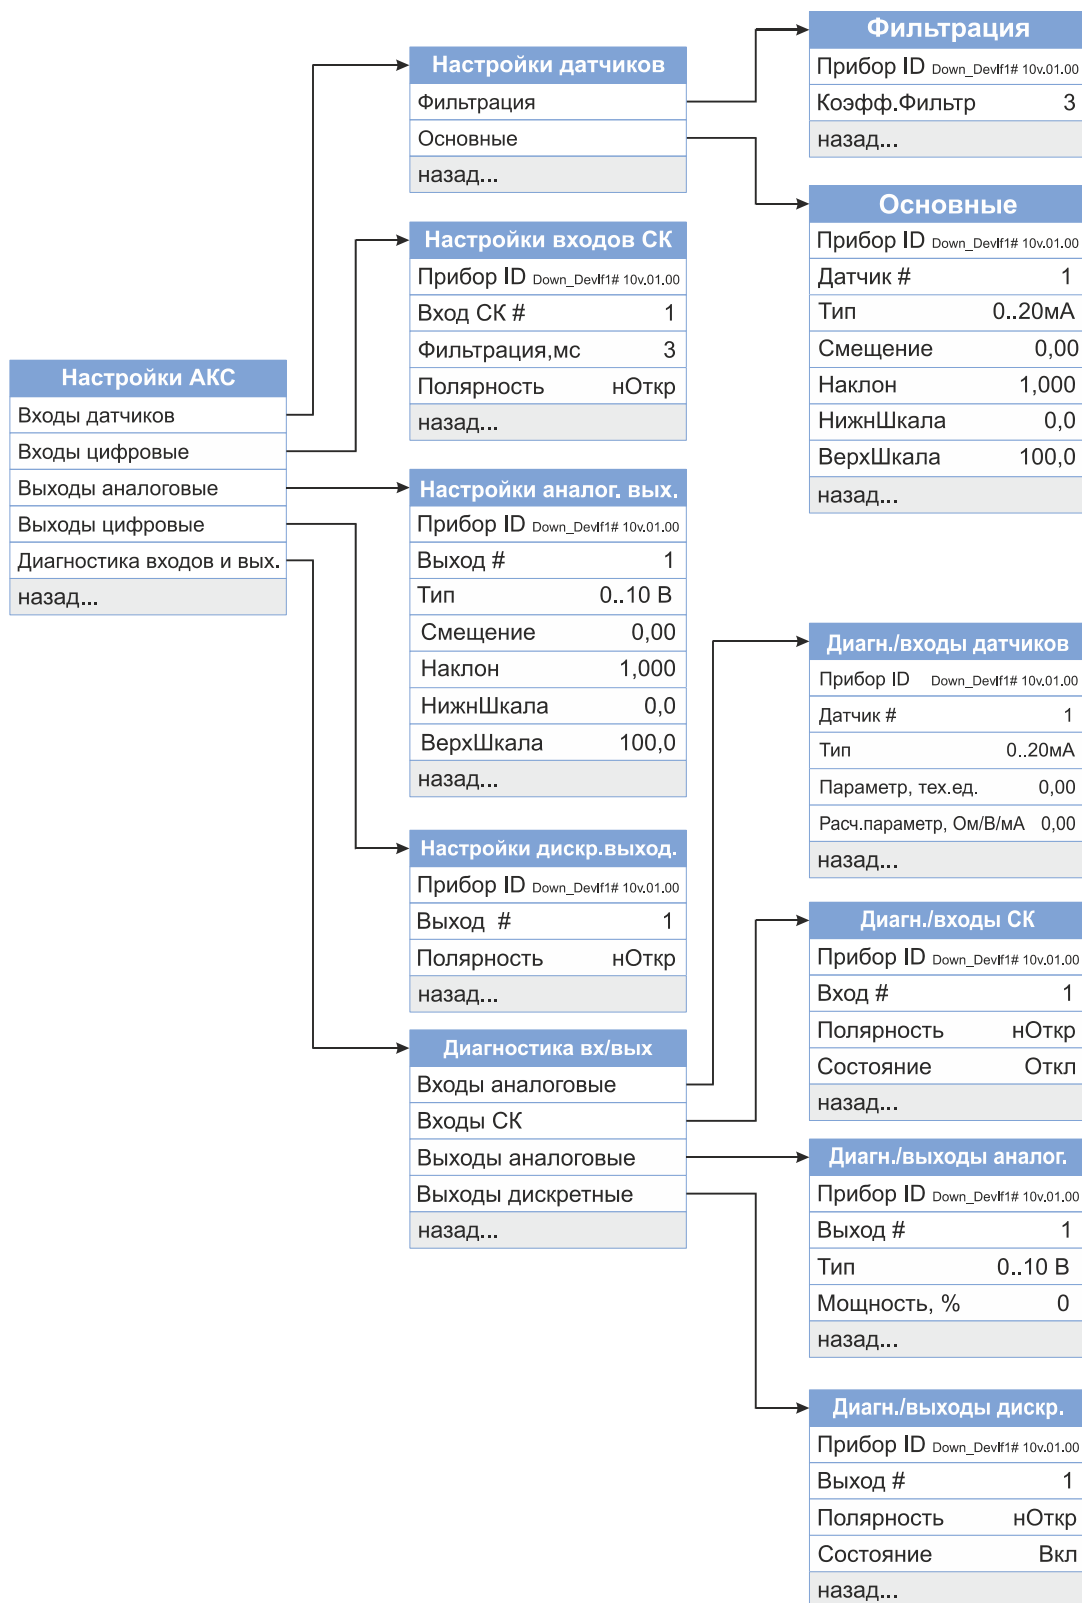 Настройки АКС
Входы датчиков
Входы цифровые
Выходы аналоговые
Выходы цифровые
Диагностика входов и вых.
назад...
Настройки датчиков
Фильтрация
Основные
назад...
Настройки входов СК
Прибор ID Down_DevIf1# 10v.01.00
Вход СК # 1
Фильтрация,мс 3
Полярность нОткр
назад...
Настройки аналог. вых.
Прибор ID Down_DevIf1# 10v.01.00
Выход # 1
Тип 0..10 В
Смещение 0,00
Наклон 1,000
НижнШкала 0,0
ВерхШкала 100,0
назад...
Настройки дискр.выход.
Прибор ID Down_DevIf1# 10v.01.00
Выход # 1
Полярность нОткр
назад...
Диагностика вх/вых
Входы аналоговые
Входы СК
Выходы аналоговые
Выходы дискретные
назад...
Фильтрация
Прибор ID Down_DevIf1# 10v.01.00
Коэфф.Фильтр 3
назад...
Основные
Прибор ID Down_DevIf1# 10v.01.00
Датчик # 1
Тип 0..20мА
Смещение 0,00
Наклон 1,000
НижнШкала 0,0
ВерхШкала 100,0
назад...
Диагн./входы датчиков
Прибор ID Down_DevIf1# 10v.01.00
Датчик # 1
Тип 0..20мА
Параметр, тех.ед. 0,00
Расч.параметр, Ом/В/мА 0,00
назад...
Диагн./входы СК
Прибор ID Down_DevIf1# 10v.01.00
Вход # 1
Полярность нОткр
Состояние Откл
назад...
Диагн./выходы аналог.
Прибор ID Down_DevIf1# 10v.01.00
Выход # 1
Тип 0..10 В
Мощность, % 0
назад...
Диагн./выходы дискр.
Прибор ID Down_DevIf1# 10v.01.00
Выход # 1
Полярность нОткр
Состояние Вкл
назад...